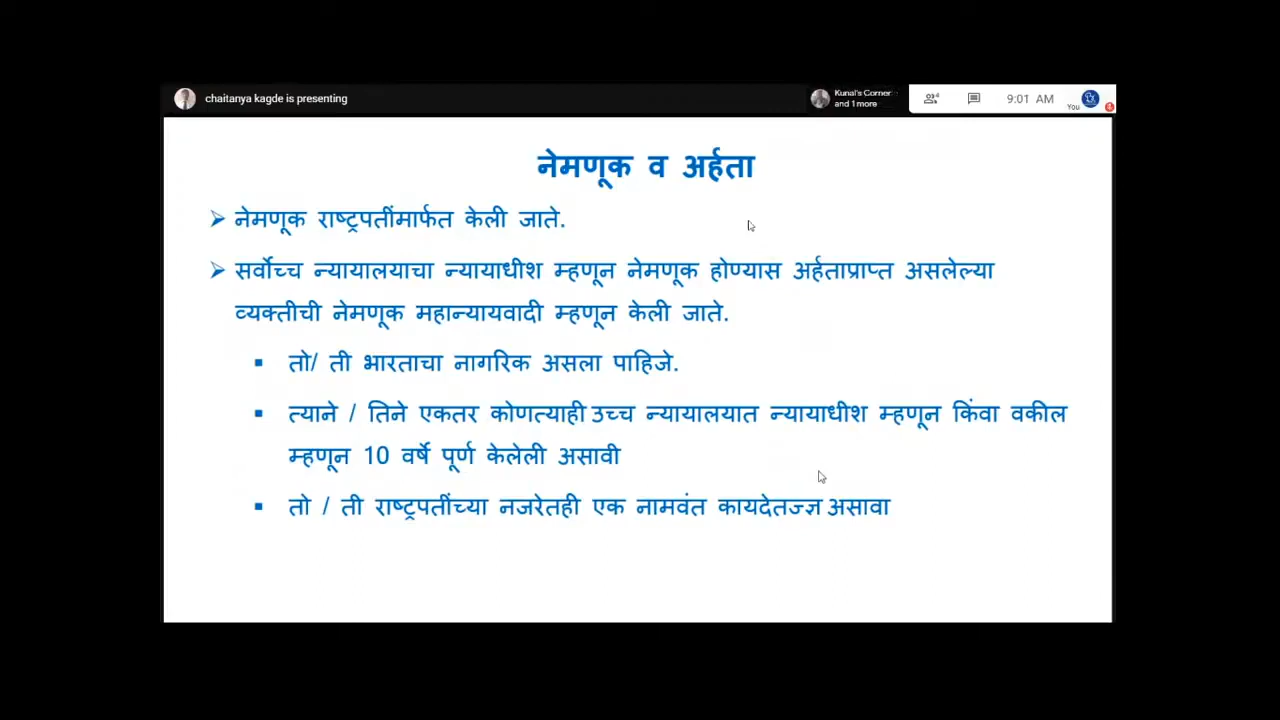 chaitanya kagde is presenting
Kunal's Corner
and 1 more
9:01 AM
You
नेमणूक व अर्हता
➢ नेमणूक राष्ट्रपतींमार्फत केली जाते.
➢ सर्वोच्च न्यायालयाचा न्यायाधीश म्हणून नेमणूक होण्यास अर्हताप्राप्त असलेल्या
व्यक्तीची नेमणूक महान्यायवादी म्हणून केली जाते.
▪ तो/ ती भारताचा नागरिक असला पाहिजे.
▪ त्याने / तिने एकतर कोणत्याही उच्च न्यायालयात न्यायाधीश म्हणून किंवा वकील
म्हणून 10 वर्षे पूर्ण केलेली असावी
▪ तो / ती राष्ट्रपतींच्या नजरेतही एक नामवंत कायदेतज्ज्ञ असावा